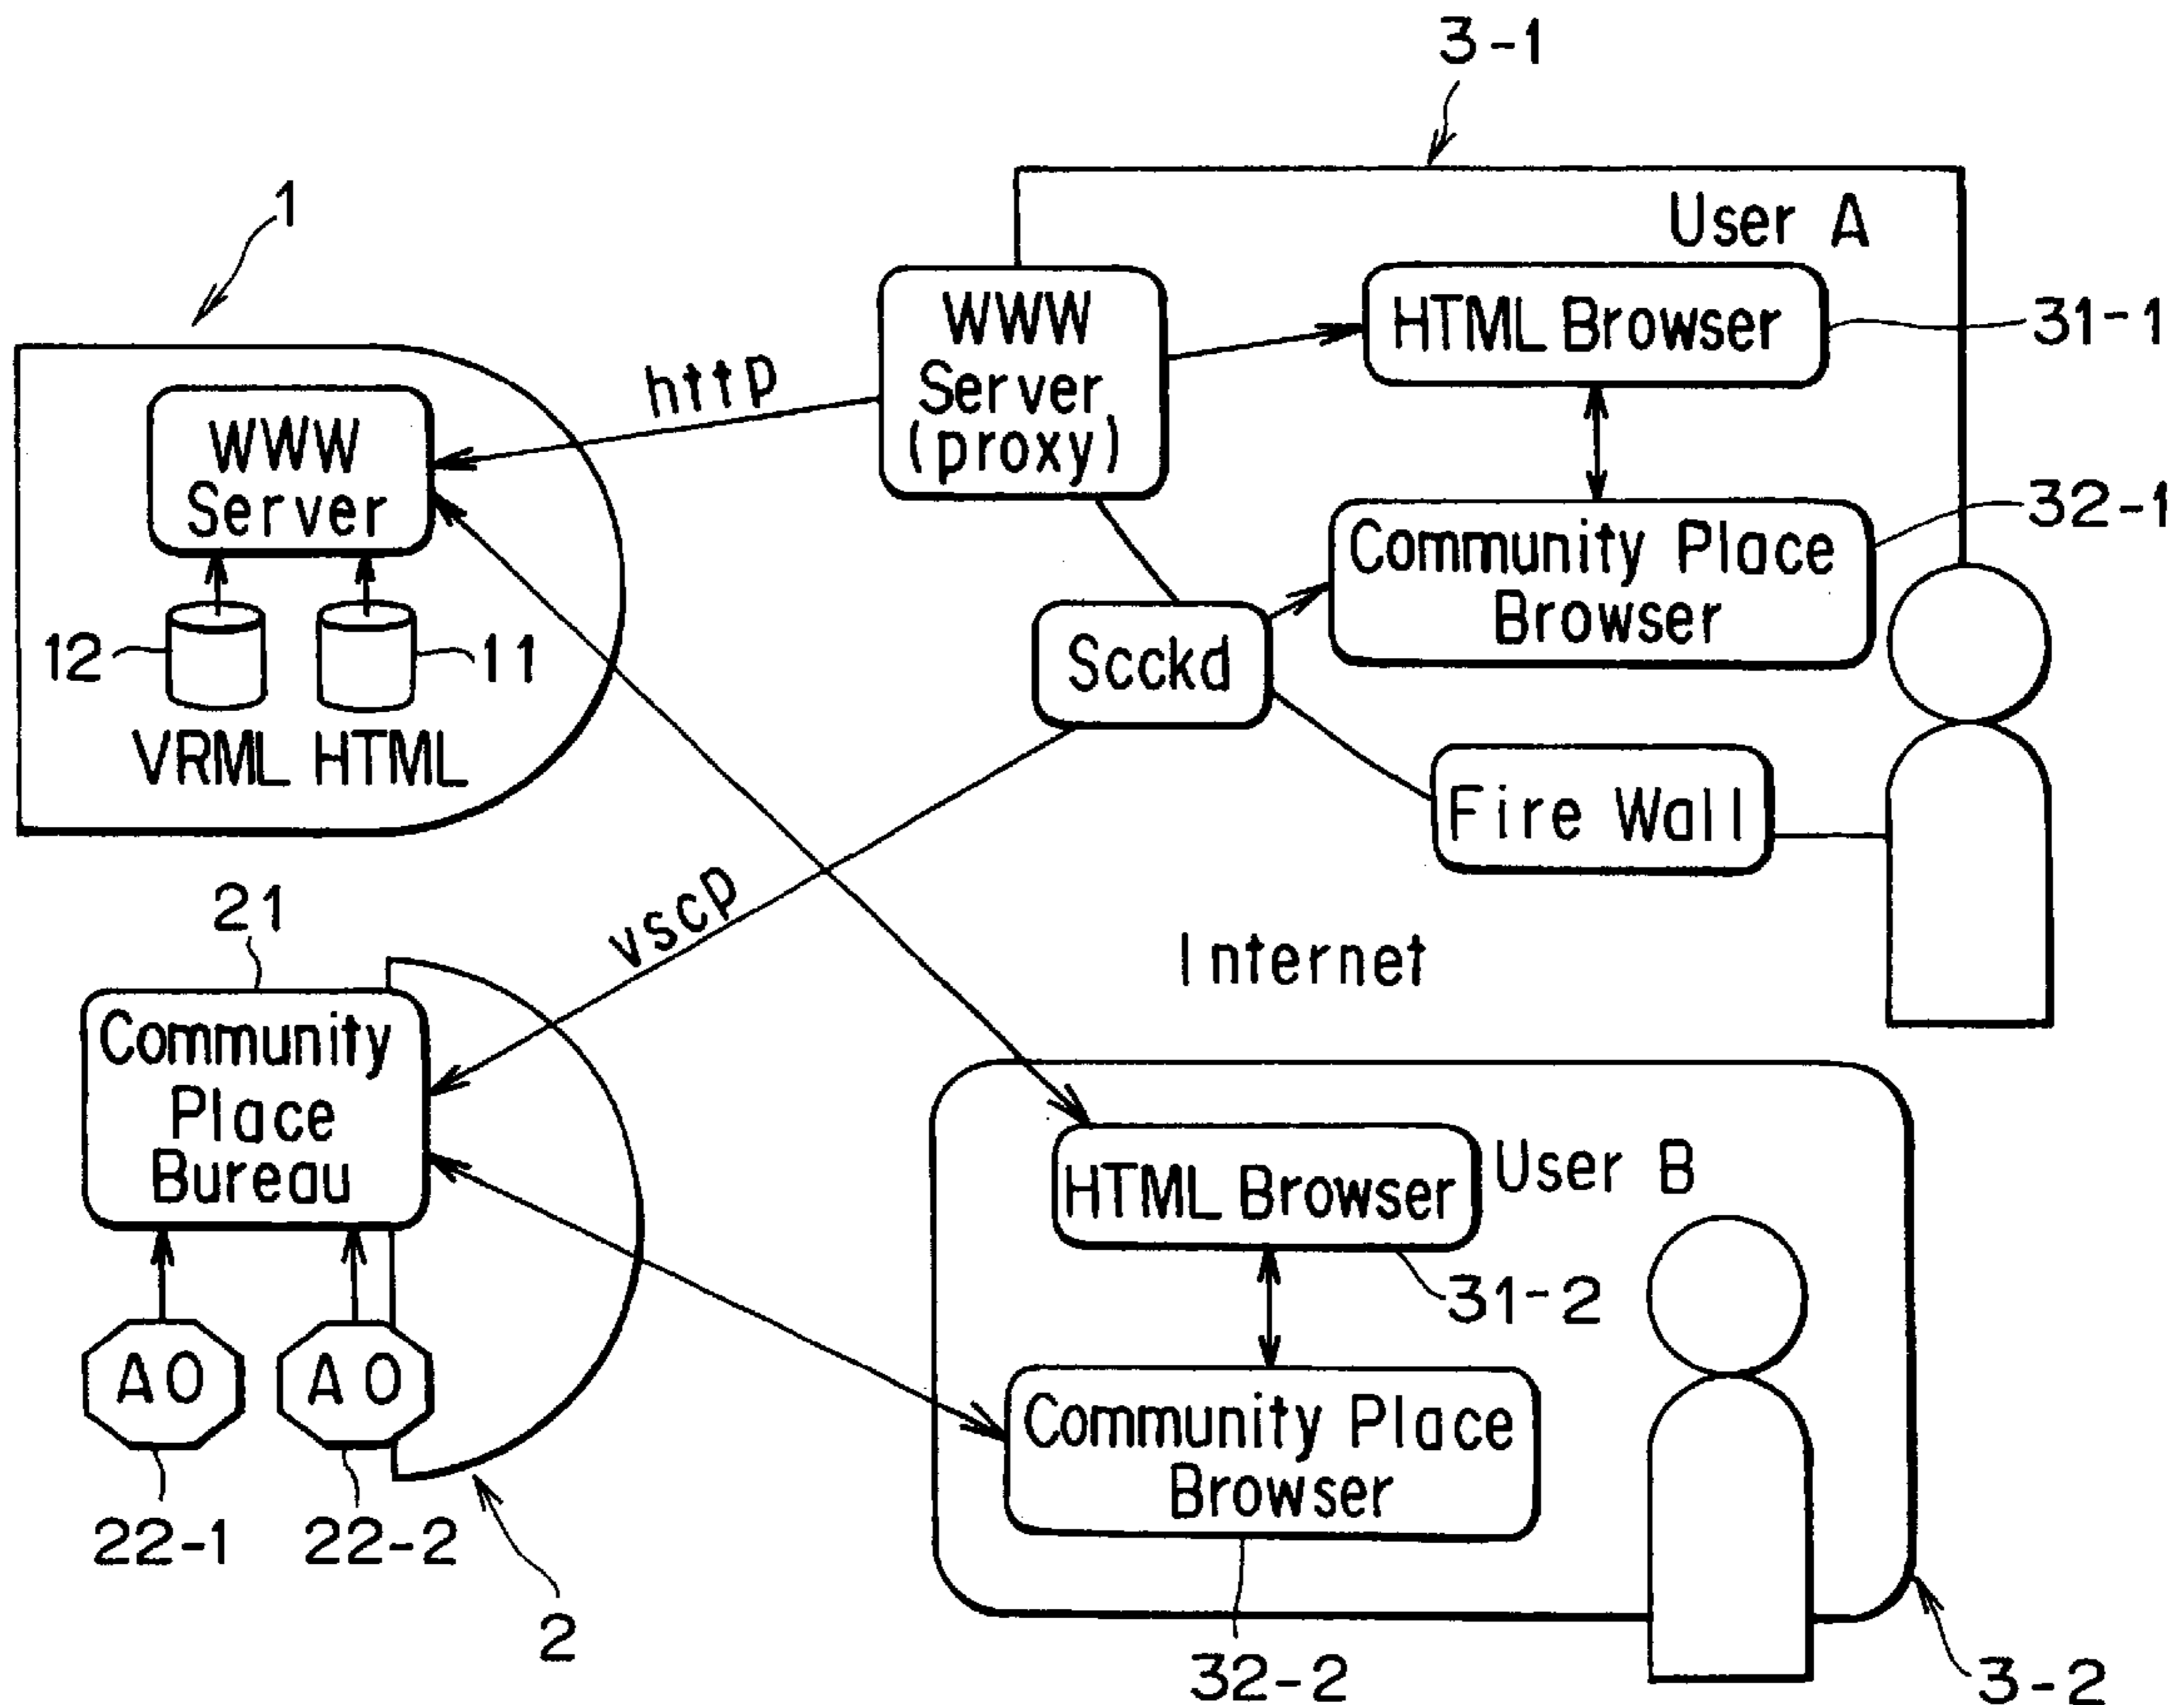 3-1
1
User A
WWW
Server
(proxy)
HTML Browser
31-1
http
WWW
Server
32-1
Community Place
Browser
Scckd
12
11
VRML
HTML
Fire Wall
21
vscp
Internet
Community
Place
Bureau
HTML Browser
User B
31-2
AO
AO
Community Place
Browser
22-1
22-2
2
32-2
3-2